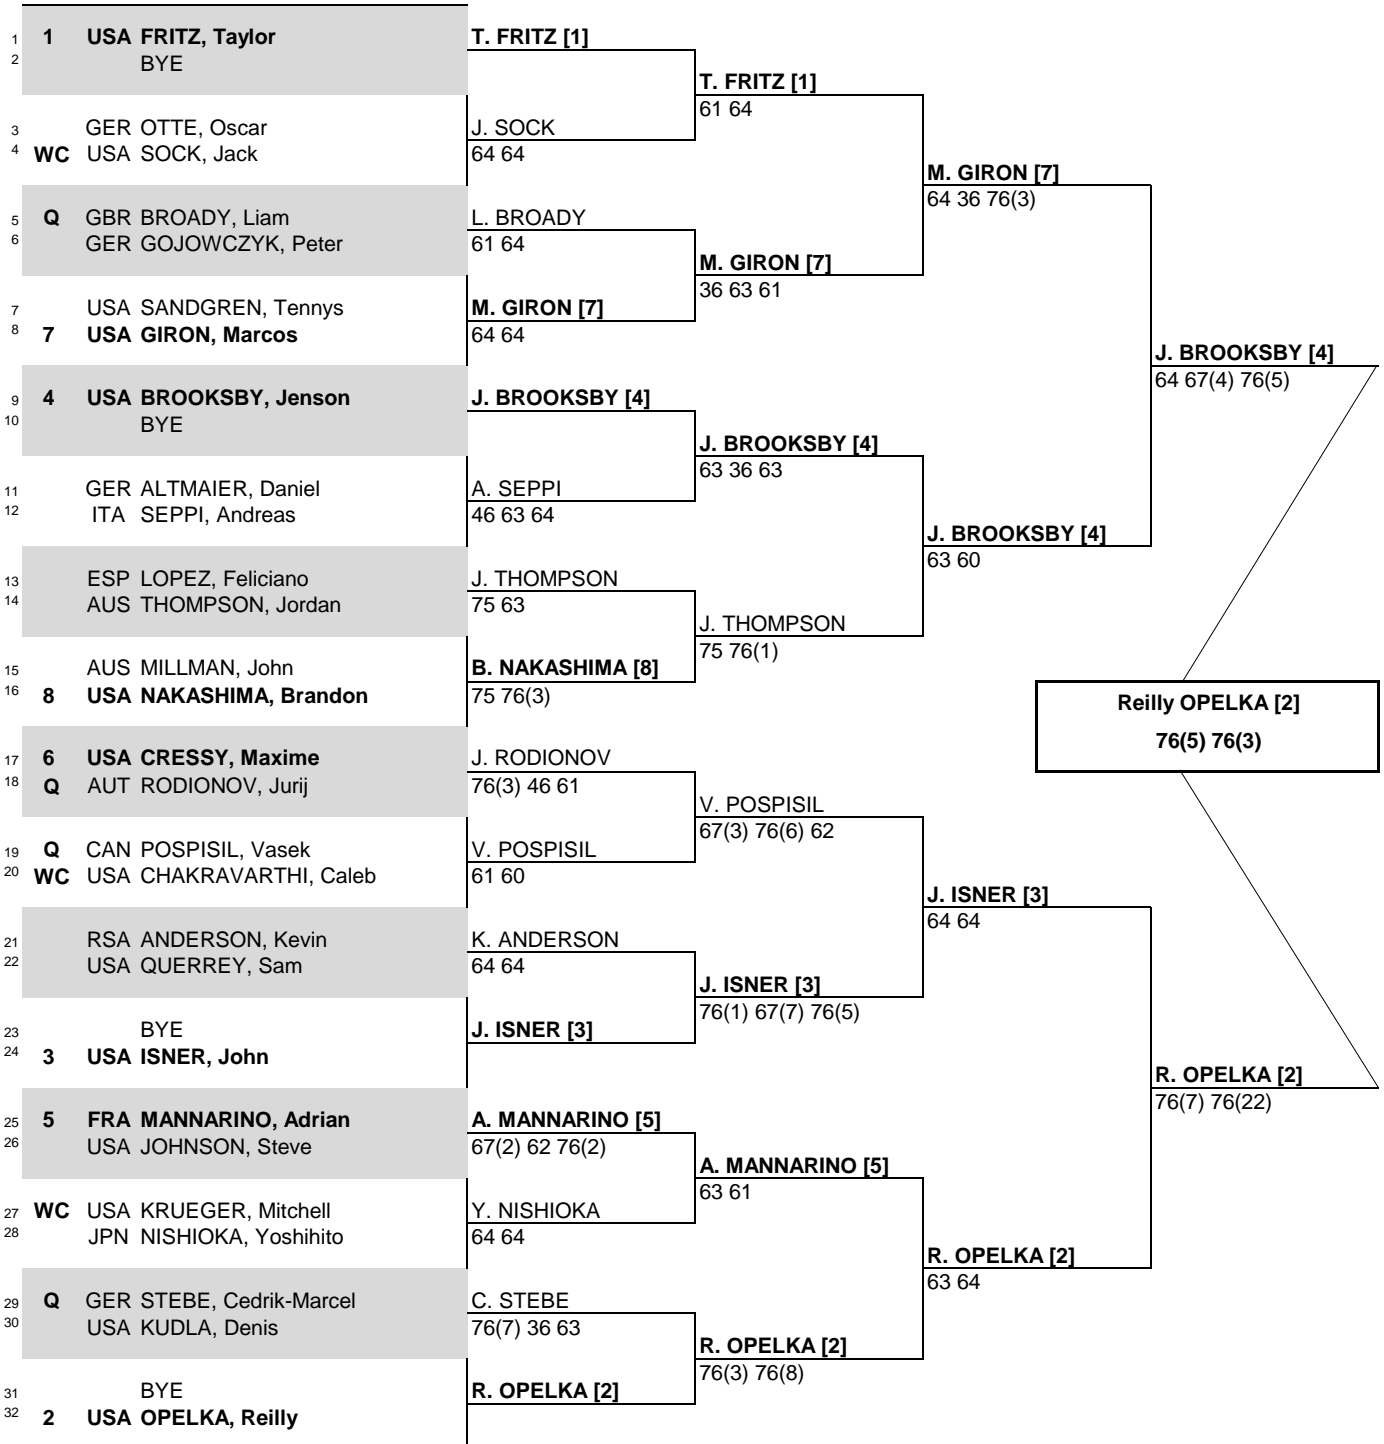 1 1 USA FRITZ, Taylor
2 BYE
3 GER OTTE, Oscar
4 WC USA SOCK, Jack
5 Q GBR BROADY, Liam
6 GER GOJOWCZYK, Peter
7 USA SANDGREN, Tennys
8 7 USA GIRON, Marcos
9 4 USA BROOKSBY, Jenson
10 BYE
11 GER ALTMAIER, Daniel
12 ITA SEPPI, Andreas
13 ESP LOPEZ, Feliciano
14 AUS THOMPSON, Jordan
15 AUS MILLMAN, John
16 8 USA NAKASHIMA, Brandon
17 6 USA CRESSY, Maxime
18 Q AUT RODIONOV, Jurij
19 Q CAN POSPISIL, Vasek
20 WC USA CHAKRAVARTHI, Caleb
21 RSA ANDERSON, Kevin
22 USA QUERREY, Sam
23 BYE
24 3 USA ISNER, John
25 5 FRA MANNARINO, Adrian
26 USA JOHNSON, Steve
27 WC USA KRUEGER, Mitchell
28 JPN NISHIOKA, Yoshihito
29 Q GER STEBE, Cedrik-Marcel
30 USA KUDLA, Denis
31 BYE
32 2 USA OPELKA, Reilly
T. FRITZ [1]
J. SOCK
64 64
L. BROADY
61 64
M. GIRON [7]
64 64
J. BROOKSBY [4]
A. SEPPI
46 63 64
J. THOMPSON
75 63
B. NAKASHIMA [8]
75 76(3)
J. RODIONOV
76(3) 46 61
V. POSPISIL
61 60
K. ANDERSON
64 64
J. ISNER [3]
A. MANNARINO [5]
67(2) 62 76(2)
Y. NISHIOKA
64 64
C. STEBE
76(7) 36 63
R. OPELKA [2]
T. FRITZ [1]
61 64
M. GIRON [7]
36 63 61
J. BROOKSBY [4]
63 36 63
J. THOMPSON
75 76(1)
V. POSPISIL
67(3) 76(6) 62
J. ISNER [3]
76(1) 67(7) 76(5)
A. MANNARINO [5]
63 61
R. OPELKA [2]
76(3) 76(8)
M. GIRON [7]
64 36 76(3)
J. BROOKSBY [4]
63 60
J. ISNER [3]
64 64
R. OPELKA [2]
63 64
J. BROOKSBY [4]
64 67(4) 76(5)
R. OPELKA [2]
76(7) 76(22)
Reilly OPELKA [2]
76(5) 76(3)